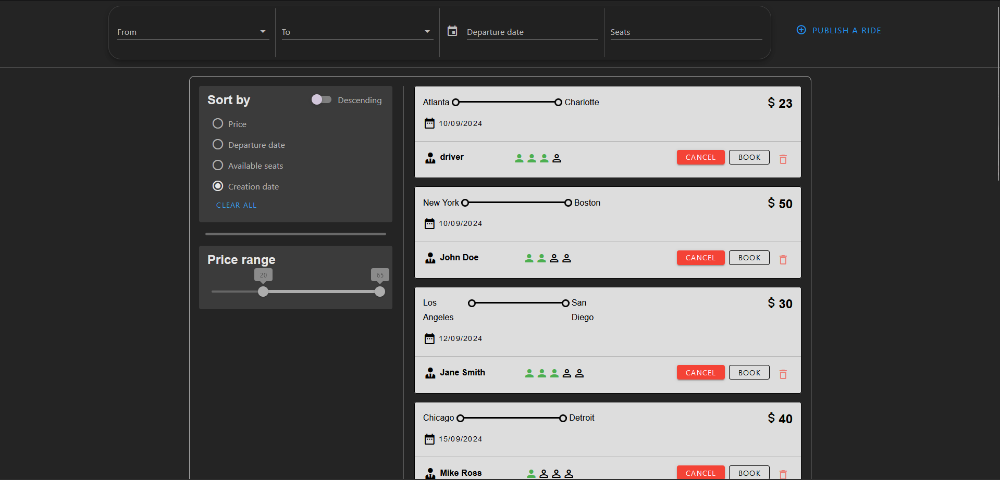 From
To
Departure date
Seats
PUBLISH A RIDE
Sort by
Descending
Price
Departure date
Available seats
Creation date
CLEAR ALL
Price range
20
65
Atlanta
Charlotte
$ 23
10/09/2024
driver
CANCEL
BOOK
New York
Boston
$ 50
10/09/2024
John Doe
CANCEL
BOOK
Los
Angeles
San
Diego
$ 30
12/09/2024
Jane Smith
CANCEL
BOOK
Chicago
Detroit
$ 40
15/09/2024
Mike Ross
CANCEL
BOOK